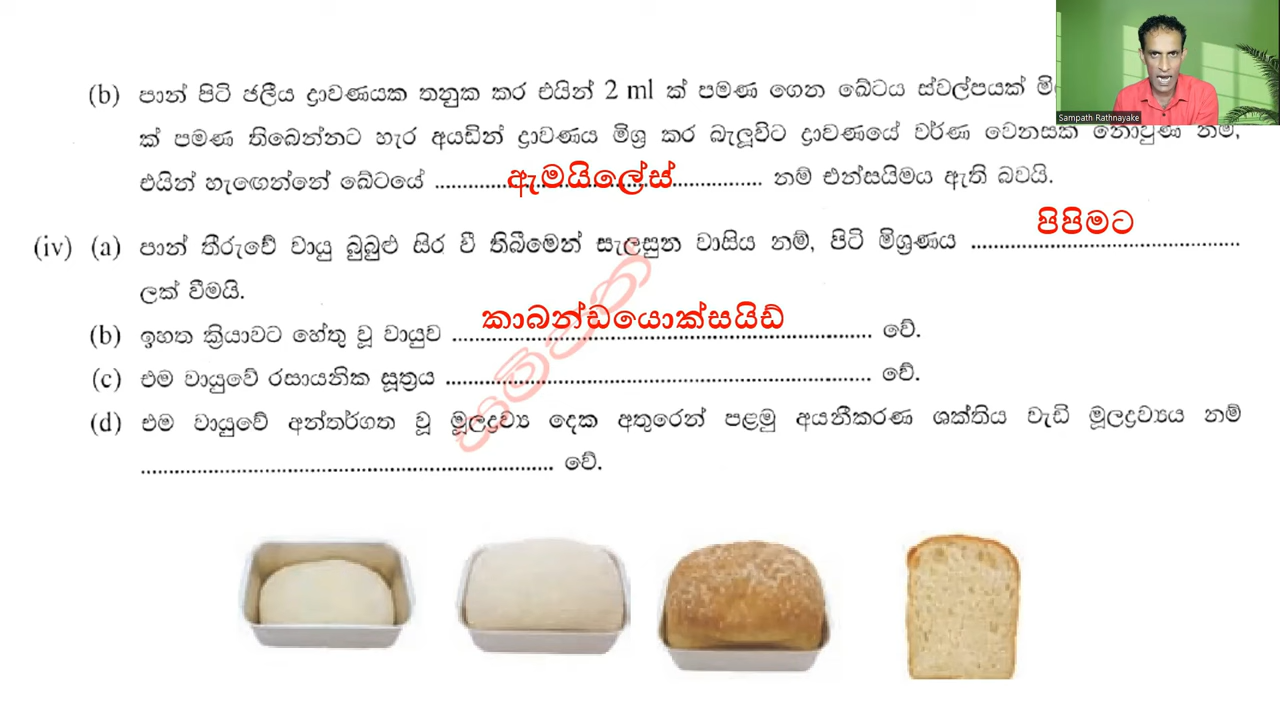 (b) පාන් පිටි ජලීය ද්‍රාවණයක තනුක කර එයින් 2 ml ක් පමණ ගෙන ඛේටය ස්වල්පයක්
Sampath Rathnayake
ක් පමණ තිබෙන්නට හැර අයඩින් ද්‍රාවණය මිශ්‍ර කර බැලූවිට ද්‍රාවණයේ වර්ණ වෙනසක් නොවුණි නම්,
එයින් හැඟෙන්නේ ඛේටයේ .......... ඇමයිලේස් .......... නම් එන්සයිමය ඇති බවයි.
(iv) (a) පාන් තීරුවේ වායු බුබුළු සිර වී තිබීමෙන් සැලසුන වාසිය නම්, පිටි මිශ්‍රණය .......... පිපිමට ..........
ලක් වීමයි.
(b) ඉහත ක්‍රියාවට හේතු වූ වායුව .......... කාබන්ඩයොක්සයිඩ් .......... වේ.
(c) එම වායුවේ රසායනික සූත්‍රය .......... වේ.
(d) එම වායුවේ අන්තර්ගත වූ මූලද්‍රව්‍ය දෙක අතුරෙන් පළමු අයනීකරණ ශක්තිය වැඩි මූලද්‍රව්‍යය නම්
.......... වේ.